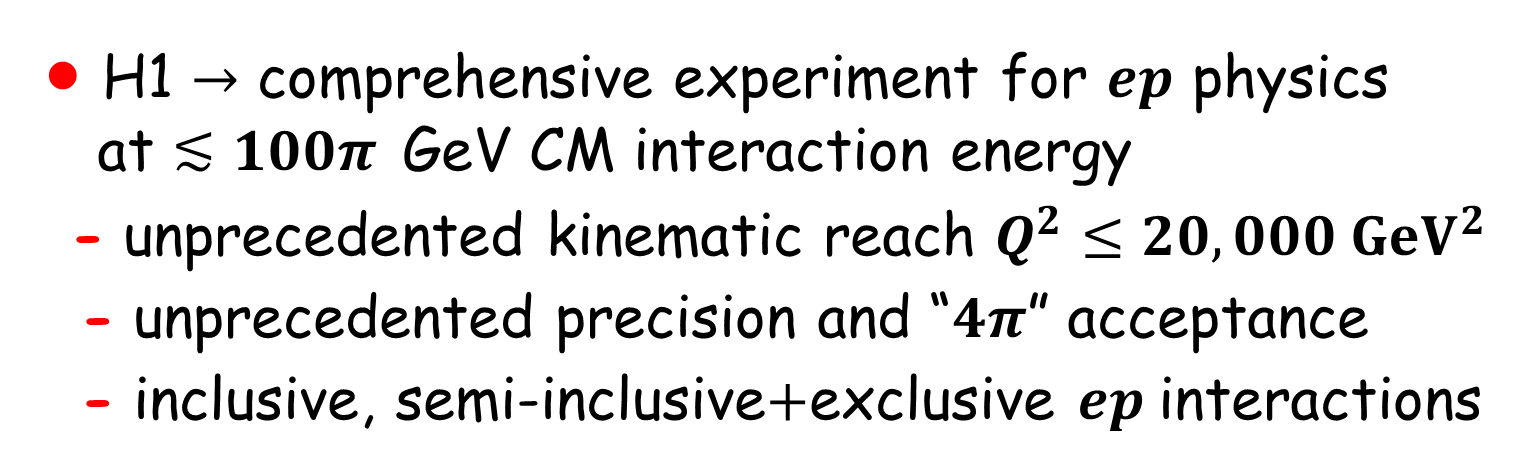 • H1 → comprehensive experiment for ep physics
at ≲ 100π GeV CM interaction energy
- unprecedented kinematic reach Q² ≤ 20,000 GeV²
- unprecedented precision and “4π” acceptance
- inclusive, semi-inclusive+exclusive ep interactions